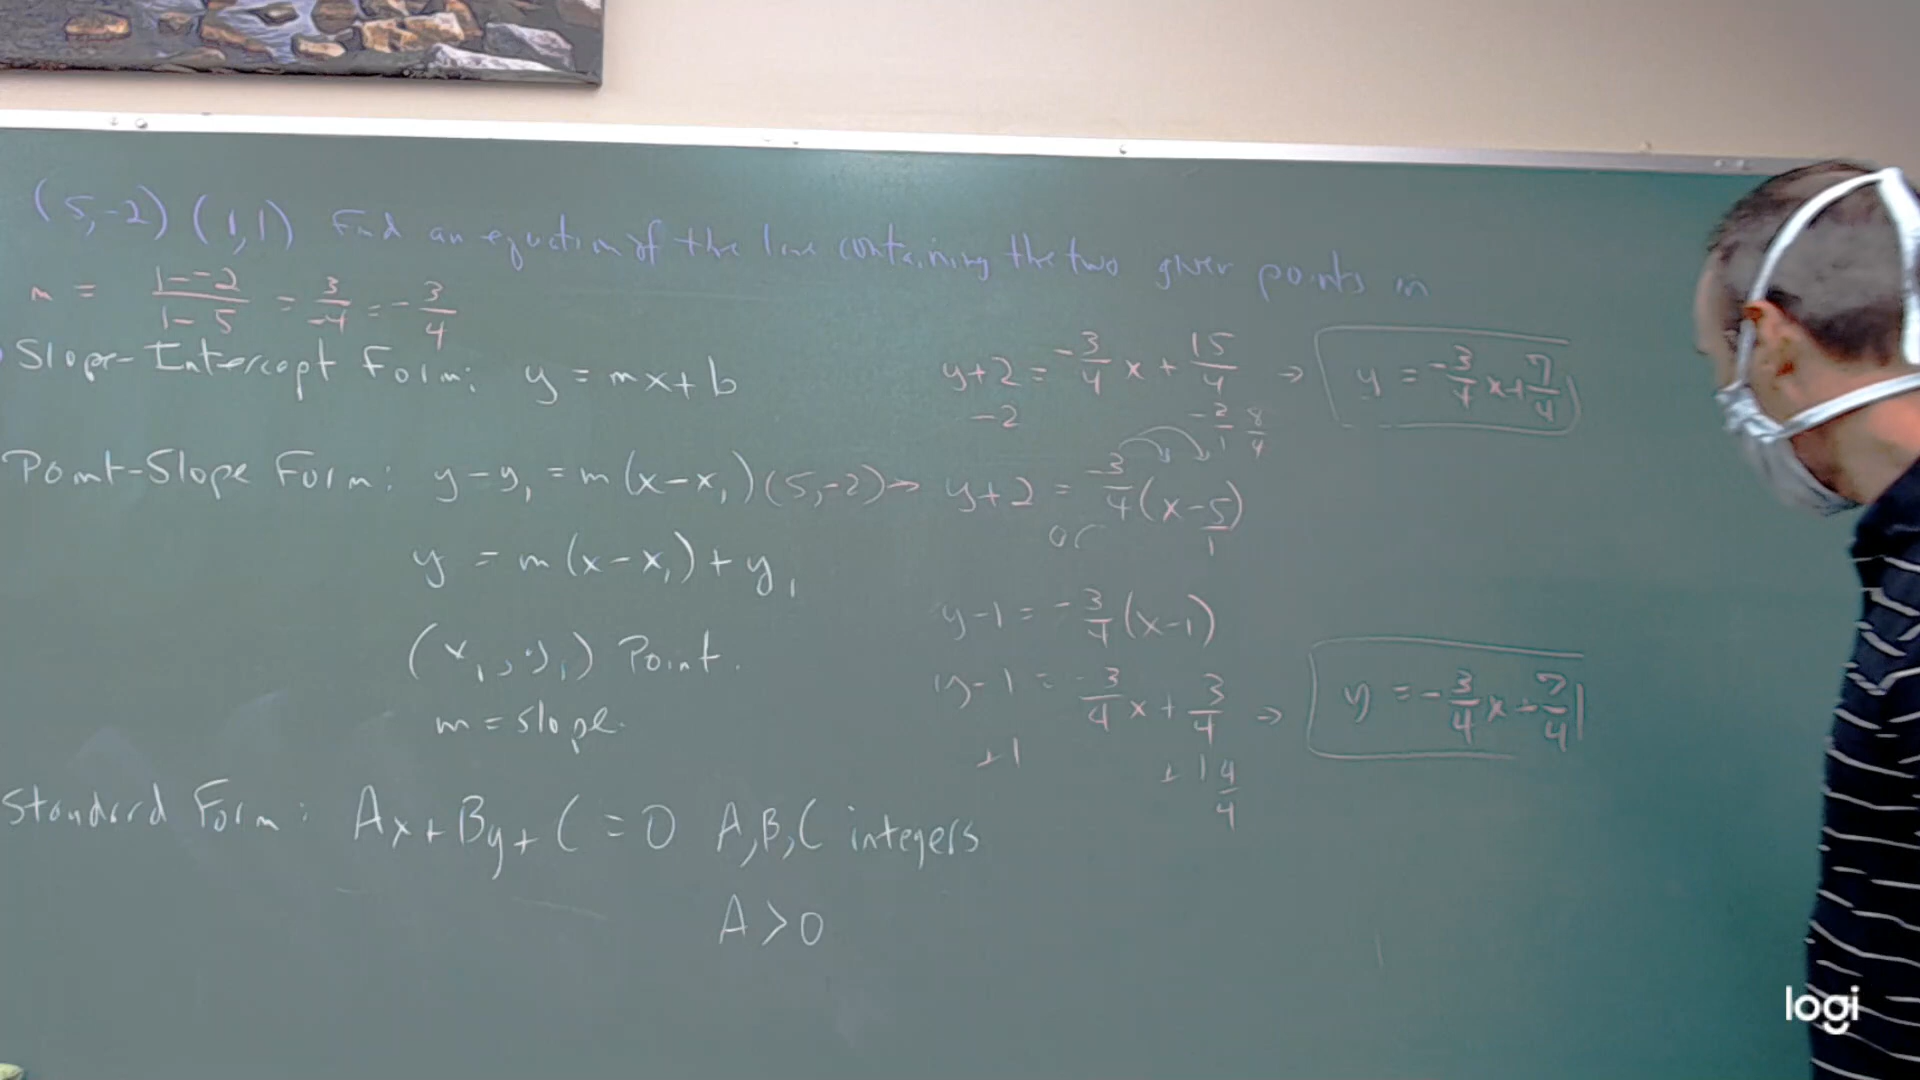 (5,-2) (1,1) Find an equation of the line containing the two given points in
m = 1--2/1-5 = 3/-4 = -3/4
Slope-Intercept Form: y = mx+b
y+2 = -3/4 x + 15/4 → y = -3/4 x + 7/4
-2 -2/1 8/4
Point-Slope Form: y-y₁ = m(x-x₁) (5,-2) → y+2 = -3/4 (x-5/1)
or
y = m(x-x₁)+y₁
y-1 = -3/4 (x-1)
(x₁, y₁) Point.
y-1 = -3/4 x + 3/4 → y = -3/4 x + 7/4
m = slope.
+1 +1 4/4
Standard Form: Ax+By+C=0 A,B,C integers
A>0
logi